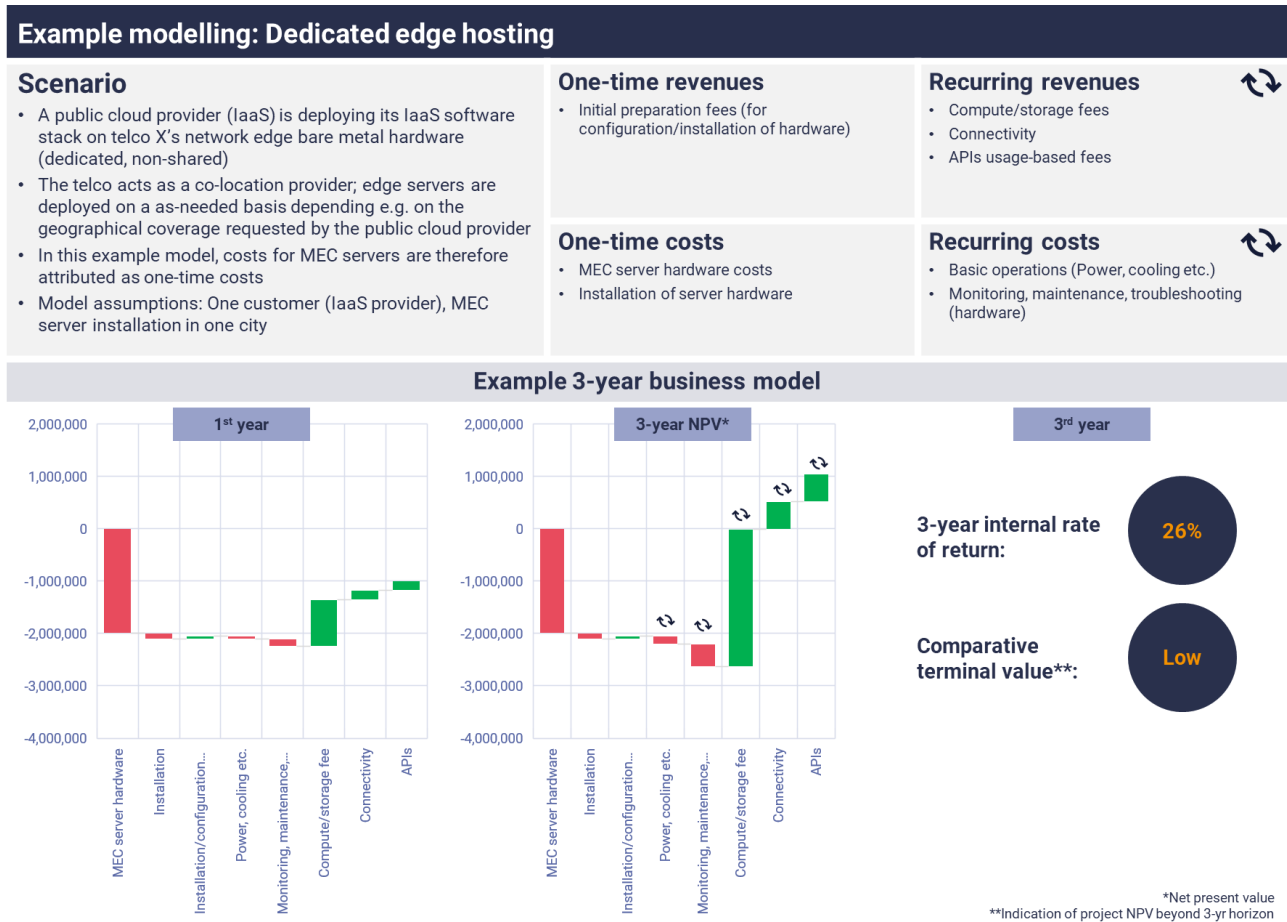 Example modelling: Dedicated edge hosting
Scenario
• A public cloud provider (IaaS) is deploying its IaaS software
stack on telco X’s network edge bare metal hardware
(dedicated, non-shared)
• The telco acts as a co-location provider; edge servers are
deployed on a as-needed basis depending e.g. on the
geographical coverage requested by the public cloud provider
• In this example model, costs for MEC servers are therefore
attributed as one-time costs
• Model assumptions: One customer (IaaS provider), MEC
server installation in one city
One-time revenues
• Initial preparation fees (for
configuration/installation of hardware)
Recurring revenues
• Compute/storage fees
• Connectivity
• APIs usage-based fees
One-time costs
• MEC server hardware costs
• Installation of server hardware
Recurring costs
• Basic operations (Power, cooling etc.)
• Monitoring, maintenance, troubleshooting
(hardware)
Example 3-year business model
1st year
2,000,000
1,000,000
0
-1,000,000
-2,000,000
-3,000,000
-4,000,000
MEC server hardware
Installation
Installation/configuration...
Power, cooling etc.
Monitoring, maintenance,...
Compute/storage fee
Connectivity
APIs
3-year NPV*
2,000,000
1,000,000
0
-1,000,000
-2,000,000
-3,000,000
-4,000,000
MEC server hardware
Installation
Installation/configuration...
Power, cooling etc.
Monitoring, maintenance,...
Compute/storage fee
Connectivity
APIs
3rd year
3-year internal rate
of return:
26%
Comparative
terminal value**:
Low
*Net present value
**Indication of project NPV beyond 3-yr horizon